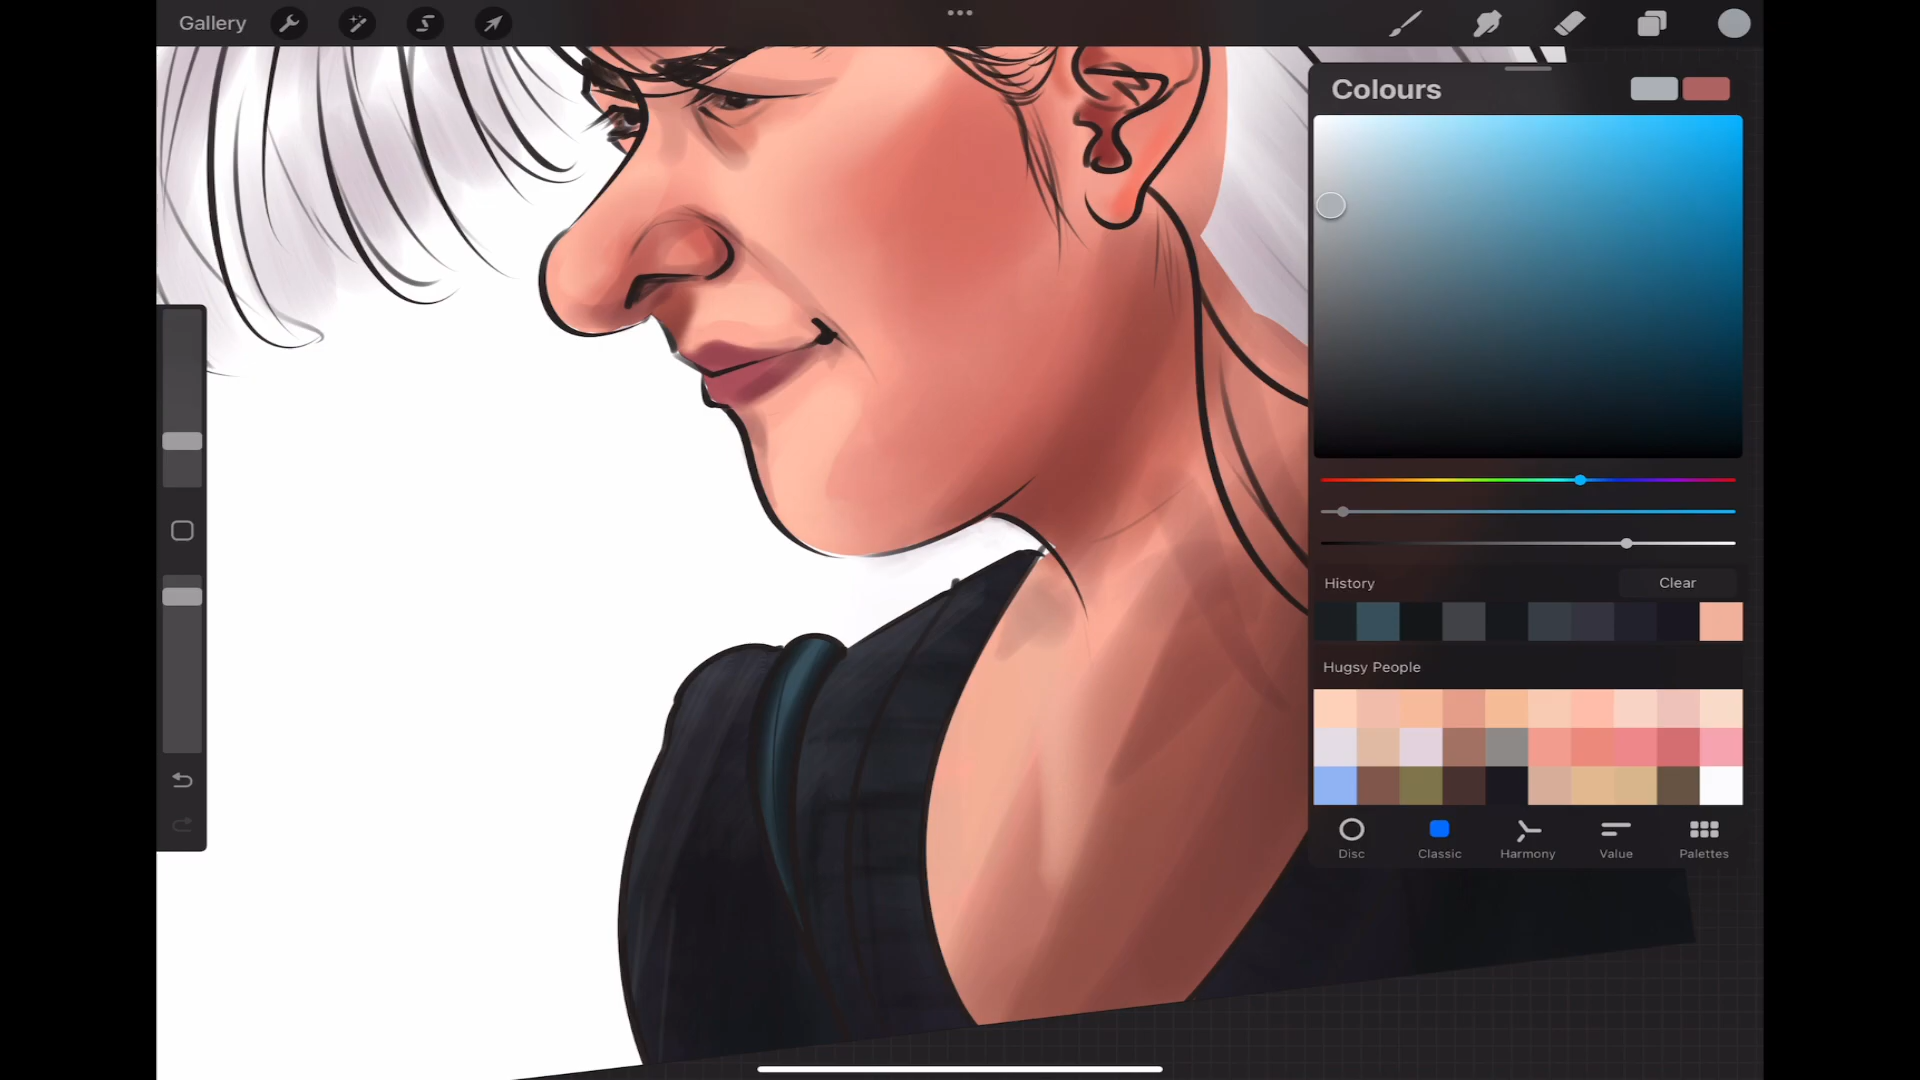 Gallery
Colours
History
Clear
Hugsy People
Disc
Classic
Harmony
Value
Palettes